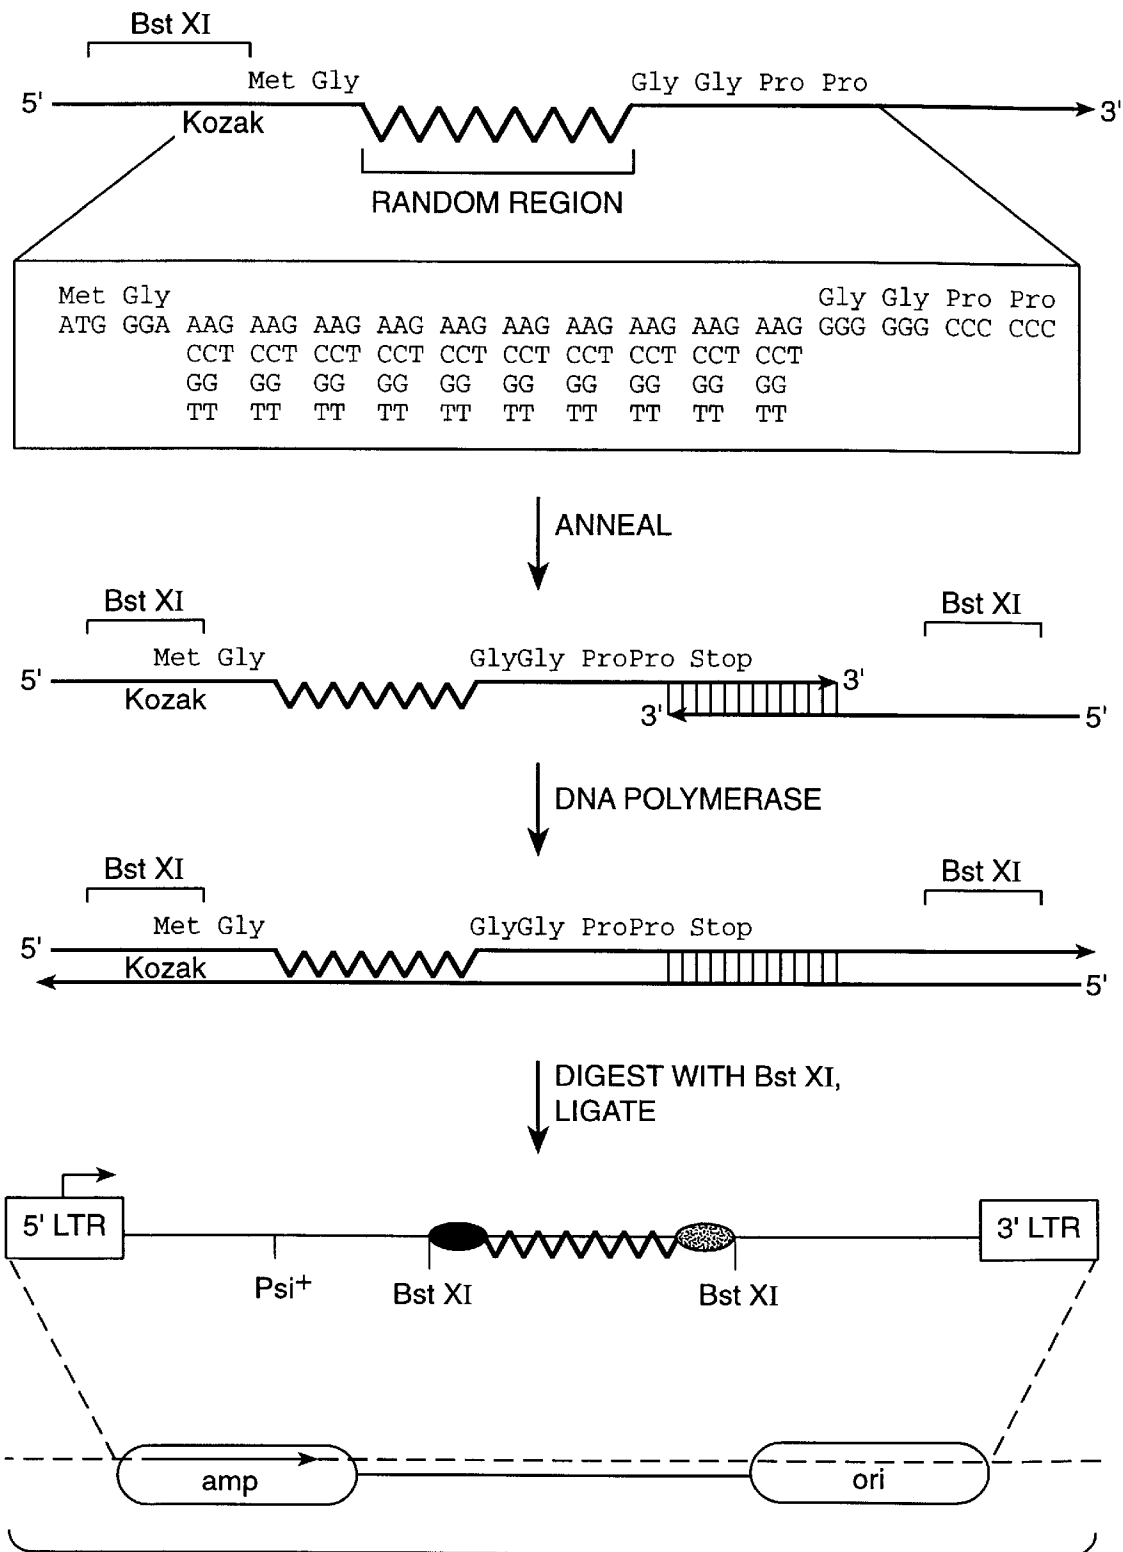 Bst XI
Met Gly
Gly Gly Pro Pro
5'
3'
Kozak
RANDOM REGION
Met Gly Gly Gly Pro Pro
ATG GGA AAG AAG AAG AAG AAG AAG AAG AAG AAG AAG GGG GGG CCC CCC
CCT CCT CCT CCT CCT CCT CCT CCT CCT CCT
GG GG GG GG GG GG GG GG GG GG
TT TT TT TT TT TT TT TT TT TT
ANNEAL
Bst XI
Bst XI
Met Gly
GlyGly ProPro Stop
5'
3'
Kozak
3'
5'
DNA POLYMERASE
Bst XI
Bst XI
Met Gly
GlyGly ProPro Stop
5'
Kozak
5'
DIGEST WITH Bst XI,
LIGATE
5' LTR
3' LTR
Psi+
Bst XI
Bst XI
amp
ori